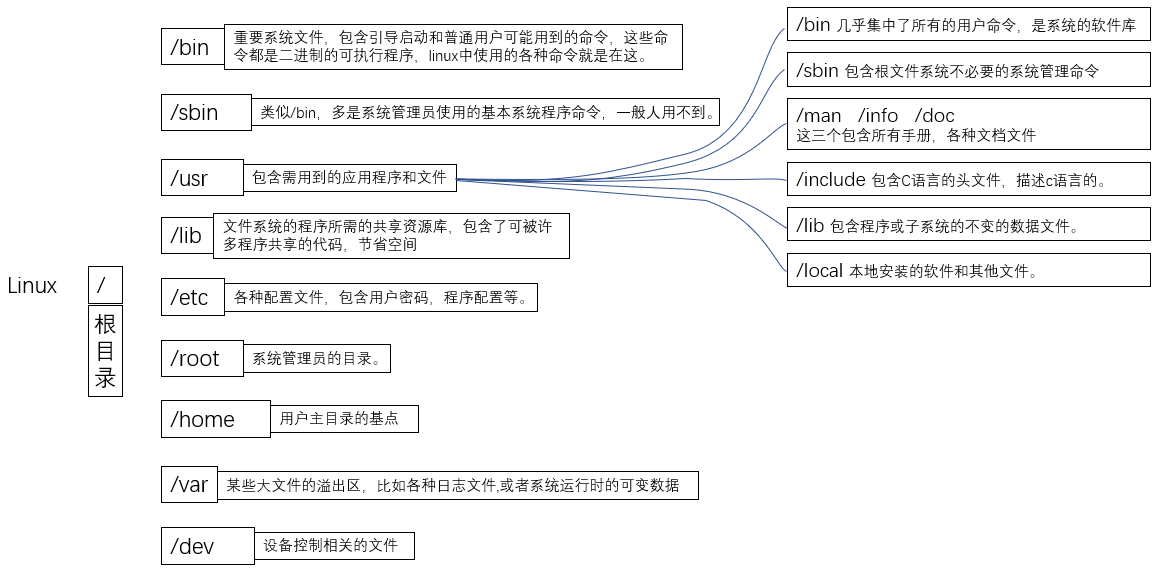 Linux
/
根
目
录
/bin
重要系统文件，包含引导启动和普通用户可能用到的命令，这些命
令都是二进制的可执行程序，linux中使用的各种命令就是在这。
/sbin
类似/bin，多是系统管理员使用的基本系统程序命令，一般人用不到。
/usr
包含需用到的应用程序和文件
/lib
文件系统的程序所需的共享资源库，包含了可被许
多程序共享的代码，节省空间
/etc
各种配置文件，包含用户密码，程序配置等。
/root
系统管理员的目录。
/home
用户主目录的基点
/var
某些大文件的溢出区，比如各种日志文件,或者系统运行时的可变数据
/dev
设备控制相关的文件
/bin 几乎集中了所有的用户命令，是系统的软件库
/sbin 包含根文件系统不必要的系统管理命令
/man /info /doc
这三个包含所有手册，各种文档文件
/include 包含C语言的头文件，描述c语言的。
/lib 包含程序或子系统的不变的数据文件。
/local 本地安装的软件和其他文件。